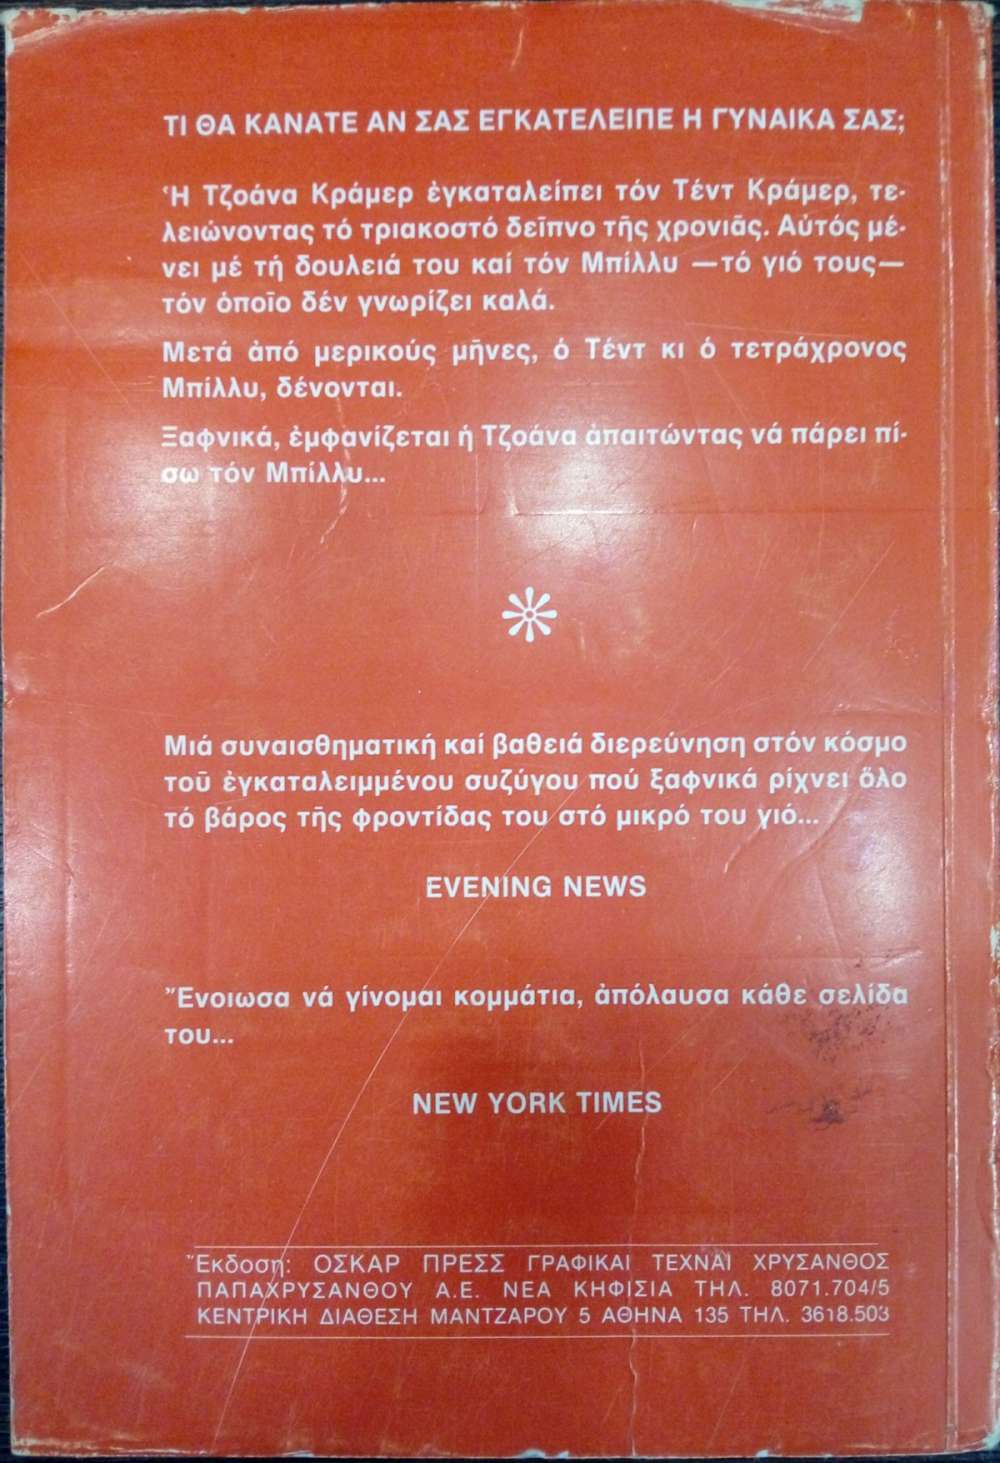 ΤΙ ΘΑ ΚΑΝΑΤΕ ΑΝ ΣΑΣ ΕΓΚΑΤΕΛΕΙΠΕ Η ΓΥΝΑΙΚΑ ΣΑΣ;
Ἡ Τζοάνα Κράμερ ἐγκαταλείπει τόν Τέντ Κράμερ, τε-
λειώνοντας τό τριακοστό δεῖπνο τῆς χρονιᾶς. Αὐτός μέ-
νει μέ τή δουλειά του καί τόν Μπίλλυ —τό γιό τους—
τόν ὁποῖο δέν γνωρίζει καλά.
Μετά ἀπό μερικούς μῆνες, ὁ Τέντ κι ὁ τετράχρονος
Μπίλλυ, δένονται.
Ξαφνικά, ἐμφανίζεται ἡ Τζοάνα ἀπαιτώντας νά πάρει πί-
σω τόν Μπίλλυ...
Μιά συναισθηματική καί βαθειά διερεύνηση στόν κόσμο
τοῦ ἐγκαταλειμμένου συζύγου πού ξαφνικά ρίχνει ὅλο
τό βάρος τῆς φροντίδας του στό μικρό του γιό...
EVENING NEWS
Ἔνοιωσα νά γίνομαι κομμάτια, ἀπόλαυσα κάθε σελίδα
του...
NEW YORK TIMES
Ἔκδοση: ΟΣΚΑΡ ΠΡΕΣΣ ΓΡΑΦΙΚΑΙ ΤΕΧΝΑΙ ΧΡΥΣΑΝΘΟΣ
ΠΑΠΑΧΡΥΣΑΝΘΟΥ Α.Ε. ΝΕΑ ΚΗΦΙΣΙΑ ΤΗΛ. 8071.704/5
ΚΕΝΤΡΙΚΗ ΔΙΑΘΕΣΗ ΜΑΝΤΖΑΡΟΥ 5 ΑΘΗΝΑ 135 ΤΗΛ. 3618.503